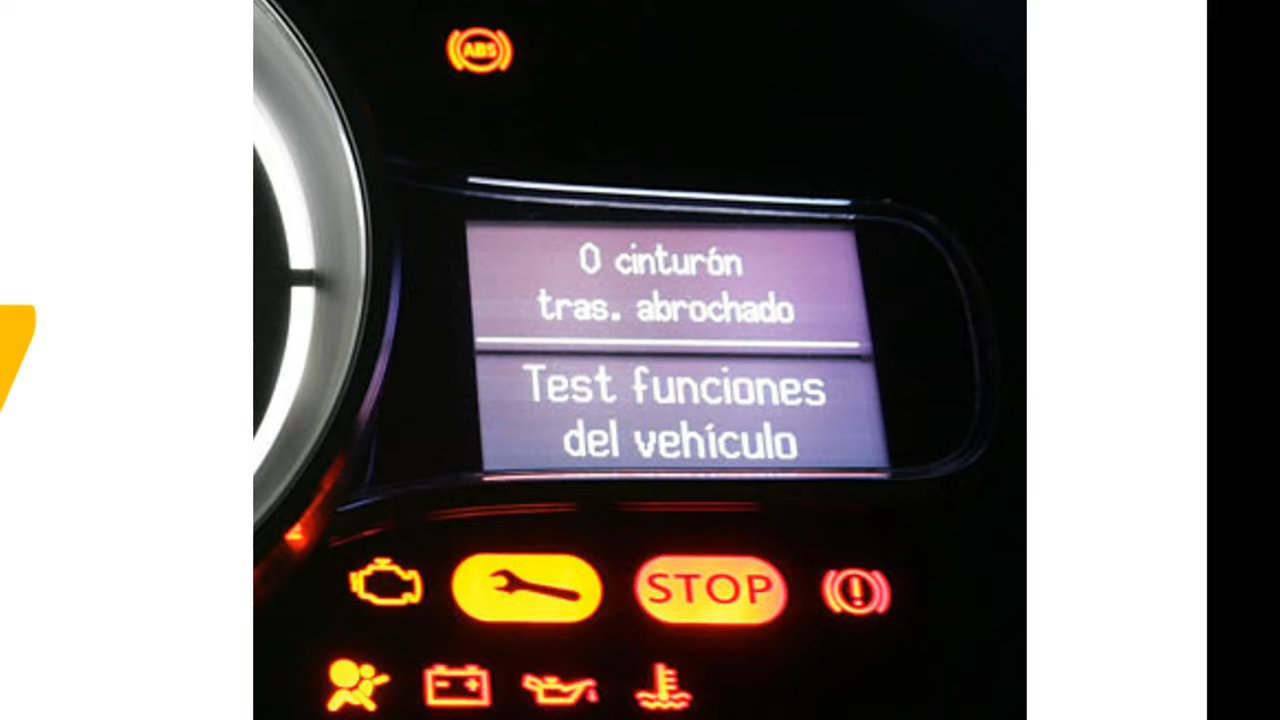 ABS
0 cinturón
tras. abrochado
Test funciones
del vehículo
STOP